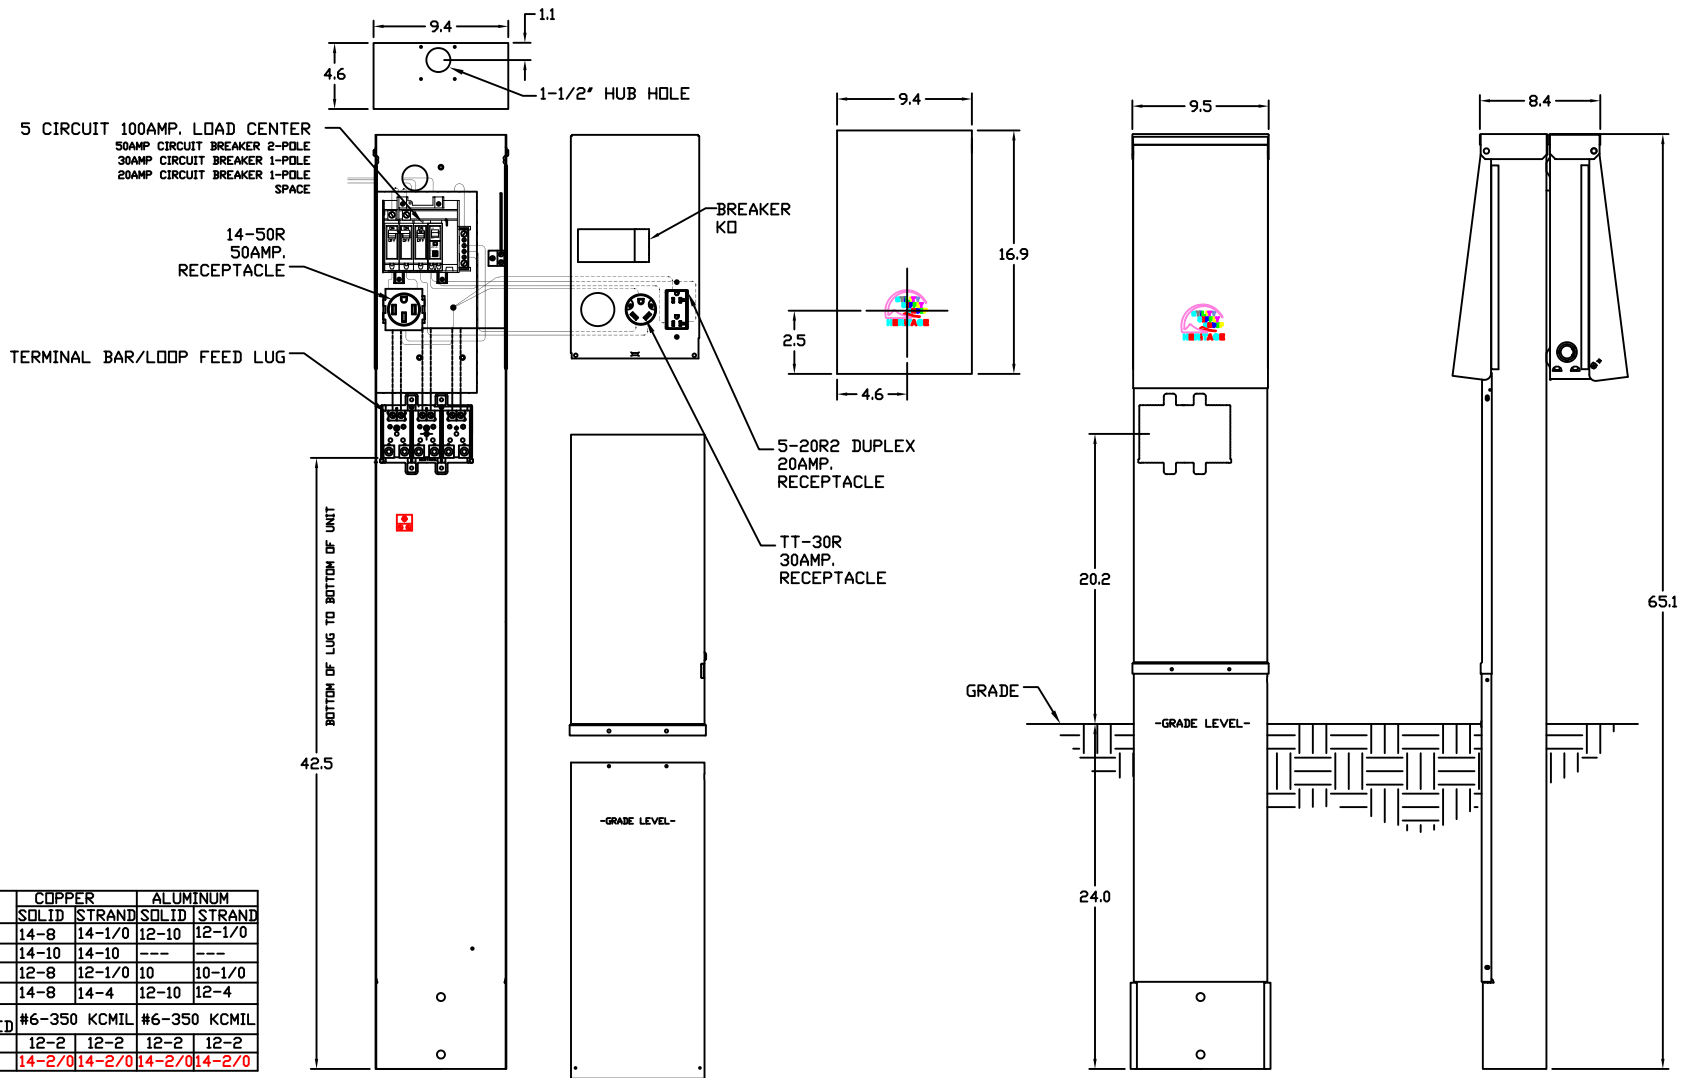 9.4
1.1
4.6
1-1/2" HUB HOLE
5 CIRCUIT 100AMP. LOAD CENTER
50AMP CIRCUIT BREAKER 2-POLE
30AMP CIRCUIT BREAKER 1-POLE
20AMP CIRCUIT BREAKER 1-POLE
SPACE
14-50R
50AMP.
RECEPTACLE
TERMINAL BAR/LOOP FEED LUG
BOTTOM OF LUG TO BOTTOM OF UNIT
42.5
BREAKER
KO
5-20R2 DUPLEX
20AMP.
RECEPTACLE
TT-30R
30AMP.
RECEPTACLE
-GRADE LEVEL-
9.4
16.9
2.5
4.6
9.5
8.4
20.2
65.1
GRADE
-GRADE LEVEL-
24.0
COPPER ALUMINUM
SOLID STRAND SOLID STRAND
14-8 14-1/0 12-10 12-1/0
14-10 14-10 --- ---
12-8 12-1/0 10 10-1/0
14-8 14-4 12-10 12-4
#6-350 KCMIL #6-350 KCMIL
12-2 12-2 12-2 12-2
14-2/0 14-2/0 14-2/0 14-2/0